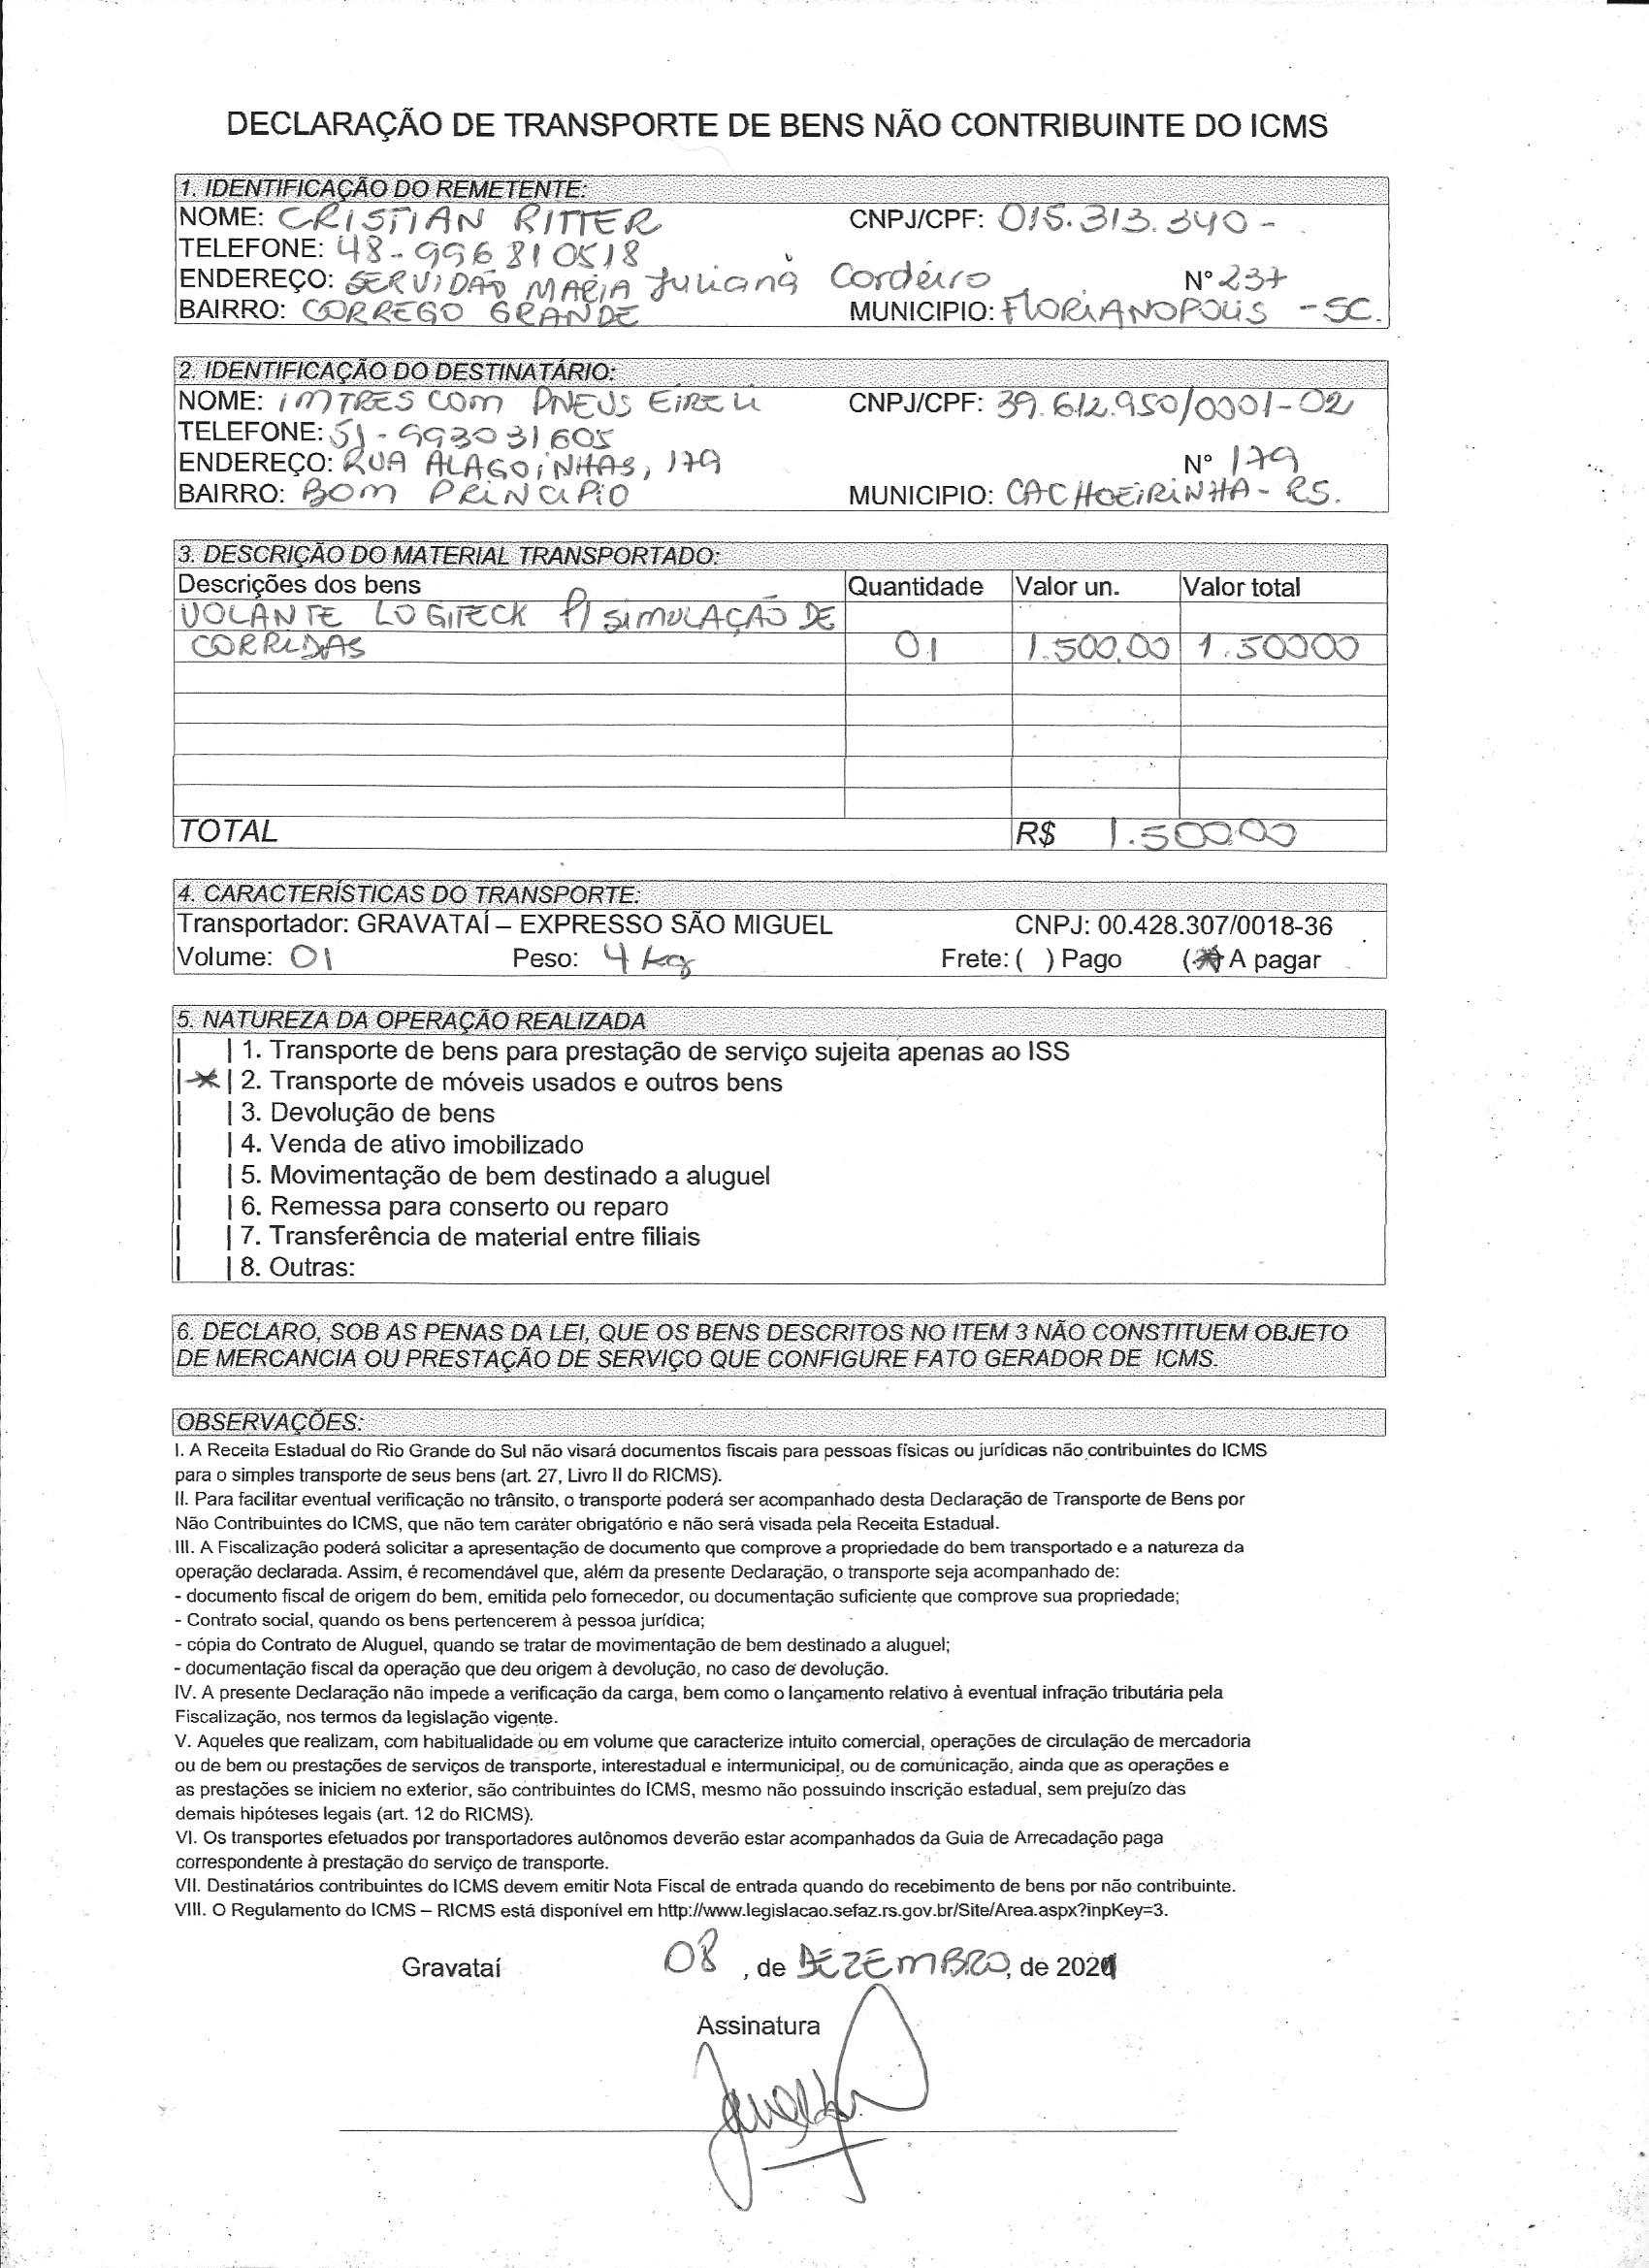 DECLARAÇÃO DE TRANSPORTE DE BENS NÃO CONTRIBUINTE DO ICMS
1. IDENTIFICAÇÃO DO REMETENTE:
NOME: CRISTIAN RITTER CNPJ/CPF: 015.313.340 -
TELEFONE: 48-996810518
ENDEREÇO: SERVIDÃO MARIA Juliana Cordeiro N° 237
BAIRRO: CORREGO GRANDE MUNICIPIO: FLORIANOPOLIS - SC.
2. IDENTIFICAÇÃO DO DESTINATÁRIO:
NOME: IMTRES COM PNEUS EIRELI CNPJ/CPF: 39.612.950/0001-02
TELEFONE: 51-993031605
ENDEREÇO: RUA ALAGOINHAS, 179 N° 179
BAIRRO: BOM PRINCIPIO MUNICIPIO: CACHOEIRINHA - RS.
3. DESCRIÇÃO DO MATERIAL TRANSPORTADO:
Descrições dos bens Quantidade Valor un. Valor total
VOLANTE LOGITECK P/ SIMULAÇÃO DE
CORRIDAS 01 1.500,00 1.50000
TOTAL R$ 1.500,00
4. CARACTERÍSTICAS DO TRANSPORTE:
Transportador: GRAVATAÍ – EXPRESSO SÃO MIGUEL CNPJ: 00.428.307/0018-36
Volume: 01 Peso: 4 kg Frete: ( ) Pago (X) A pagar
5. NATUREZA DA OPERAÇÃO REALIZADA
| | 1. Transporte de bens para prestação de serviço sujeita apenas ao ISS
|X| 2. Transporte de móveis usados e outros bens
| | 3. Devolução de bens
| | 4. Venda de ativo imobilizado
| | 5. Movimentação de bem destinado a aluguel
| | 6. Remessa para conserto ou reparo
| | 7. Transferência de material entre filiais
| | 8. Outras:
6. DECLARO, SOB AS PENAS DA LEI, QUE OS BENS DESCRITOS NO ITEM 3 NÃO CONSTITUEM OBJETO
DE MERCANCIA OU PRESTAÇÃO DE SERVIÇO QUE CONFIGURE FATO GERADOR DE ICMS.
OBSERVAÇÕES:
I. A Receita Estadual do Rio Grande do Sul não visará documentos fiscais para pessoas físicas ou jurídicas não contribuintes do ICMS
para o simples transporte de seus bens (art. 27, Livro II do RICMS).
II. Para facilitar eventual verificação no trânsito, o transporte poderá ser acompanhado desta Declaração de Transporte de Bens por
Não Contribuintes do ICMS, que não tem caráter obrigatório e não será visada pela Receita Estadual.
III. A Fiscalização poderá solicitar a apresentação de documento que comprove a propriedade do bem transportado e a natureza da
operação declarada. Assim, é recomendável que, além da presente Declaração, o transporte seja acompanhado de:
- documento fiscal de origem do bem, emitida pelo fornecedor, ou documentação suficiente que comprove sua propriedade;
- Contrato social, quando os bens pertencerem à pessoa jurídica;
- cópia do Contrato de Aluguel, quando se tratar de movimentação de bem destinado a aluguel;
- documentação fiscal da operação que deu origem à devolução, no caso de devolução.
IV. A presente Declaração não impede a verificação da carga, bem como o lançamento relativo à eventual infração tributária pela
Fiscalização, nos termos da legislação vigente.
V. Aqueles que realizam, com habitualidade ou em volume que caracterize intuito comercial, operações de circulação de mercadoria
ou de bem ou prestações de serviços de transporte, interestadual e intermunicipal, ou de comunicação, ainda que as operações e
as prestações se iniciem no exterior, são contribuintes do ICMS, mesmo não possuindo inscrição estadual, sem prejuízo das
demais hipóteses legais (art. 12 do RICMS).
VI. Os transportes efetuados por transportadores autônomos deverão estar acompanhados da Guia de Arrecadação paga
correspondente à prestação do serviço de transporte.
VII. Destinatários contribuintes do ICMS devem emitir Nota Fiscal de entrada quando do recebimento de bens por não contribuinte.
VIII. O Regulamento do ICMS – RICMS está disponível em http://www.legislacao.sefaz.rs.gov.br/Site/Area.aspx?inpKey=3.
Gravataí 08 , de DEZEMBRO, de 2021
Assinatura